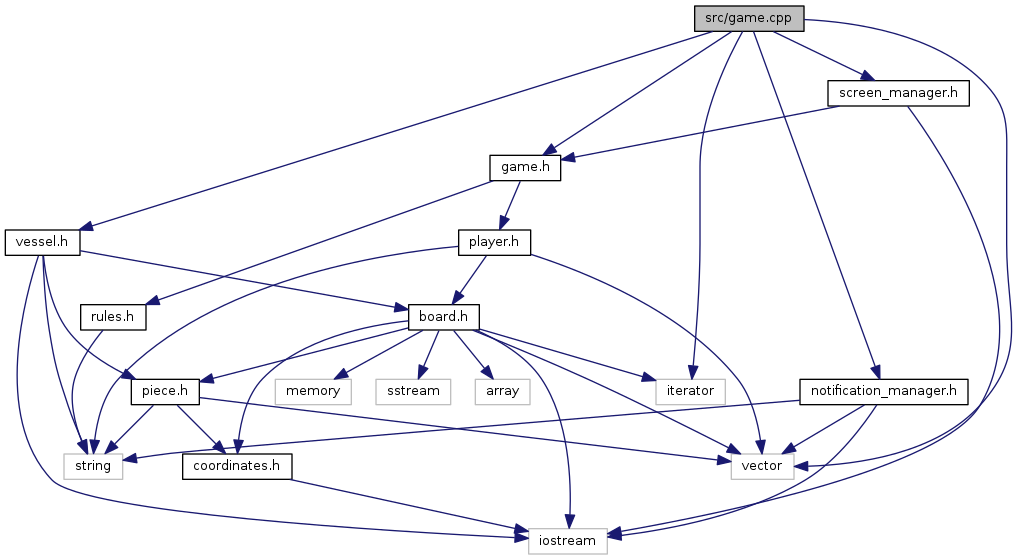 src/game.cpp
screen_manager.h
game.h
vessel.h
player.h
rules.h
board.h
piece.h
memory
sstream
array
iterator
notification_manager.h
string
coordinates.h
vector
iostream